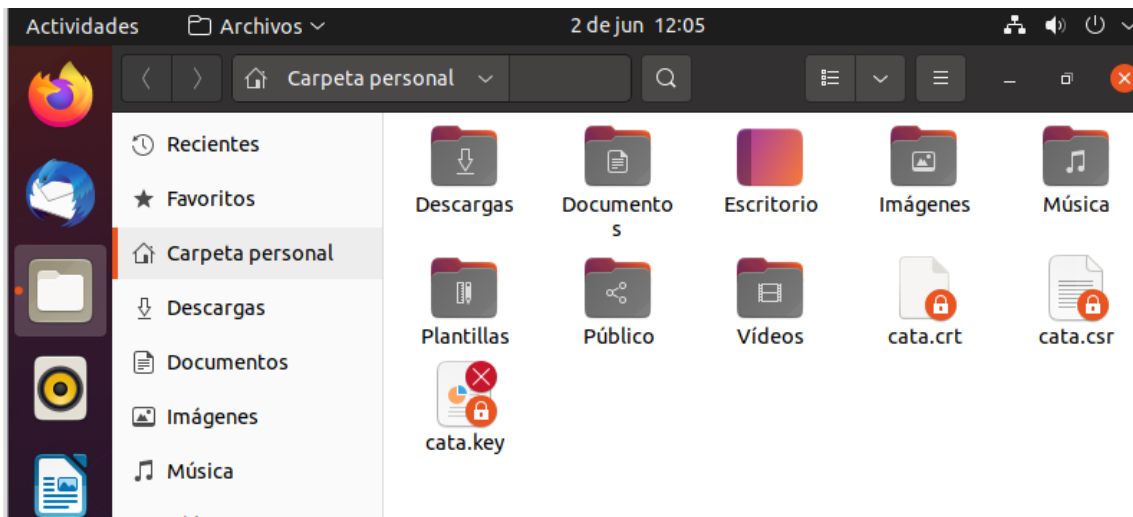 Actividades Archivos 2 de jun 12:05
Carpeta personal
Recientes
Favoritos
Carpeta personal
Descargas
Documentos
Imágenes
Música
Descargas Documento
s Escritorio Imágenes Música
Plantillas Público Vídeos cata.crt cata.csr
cata.key